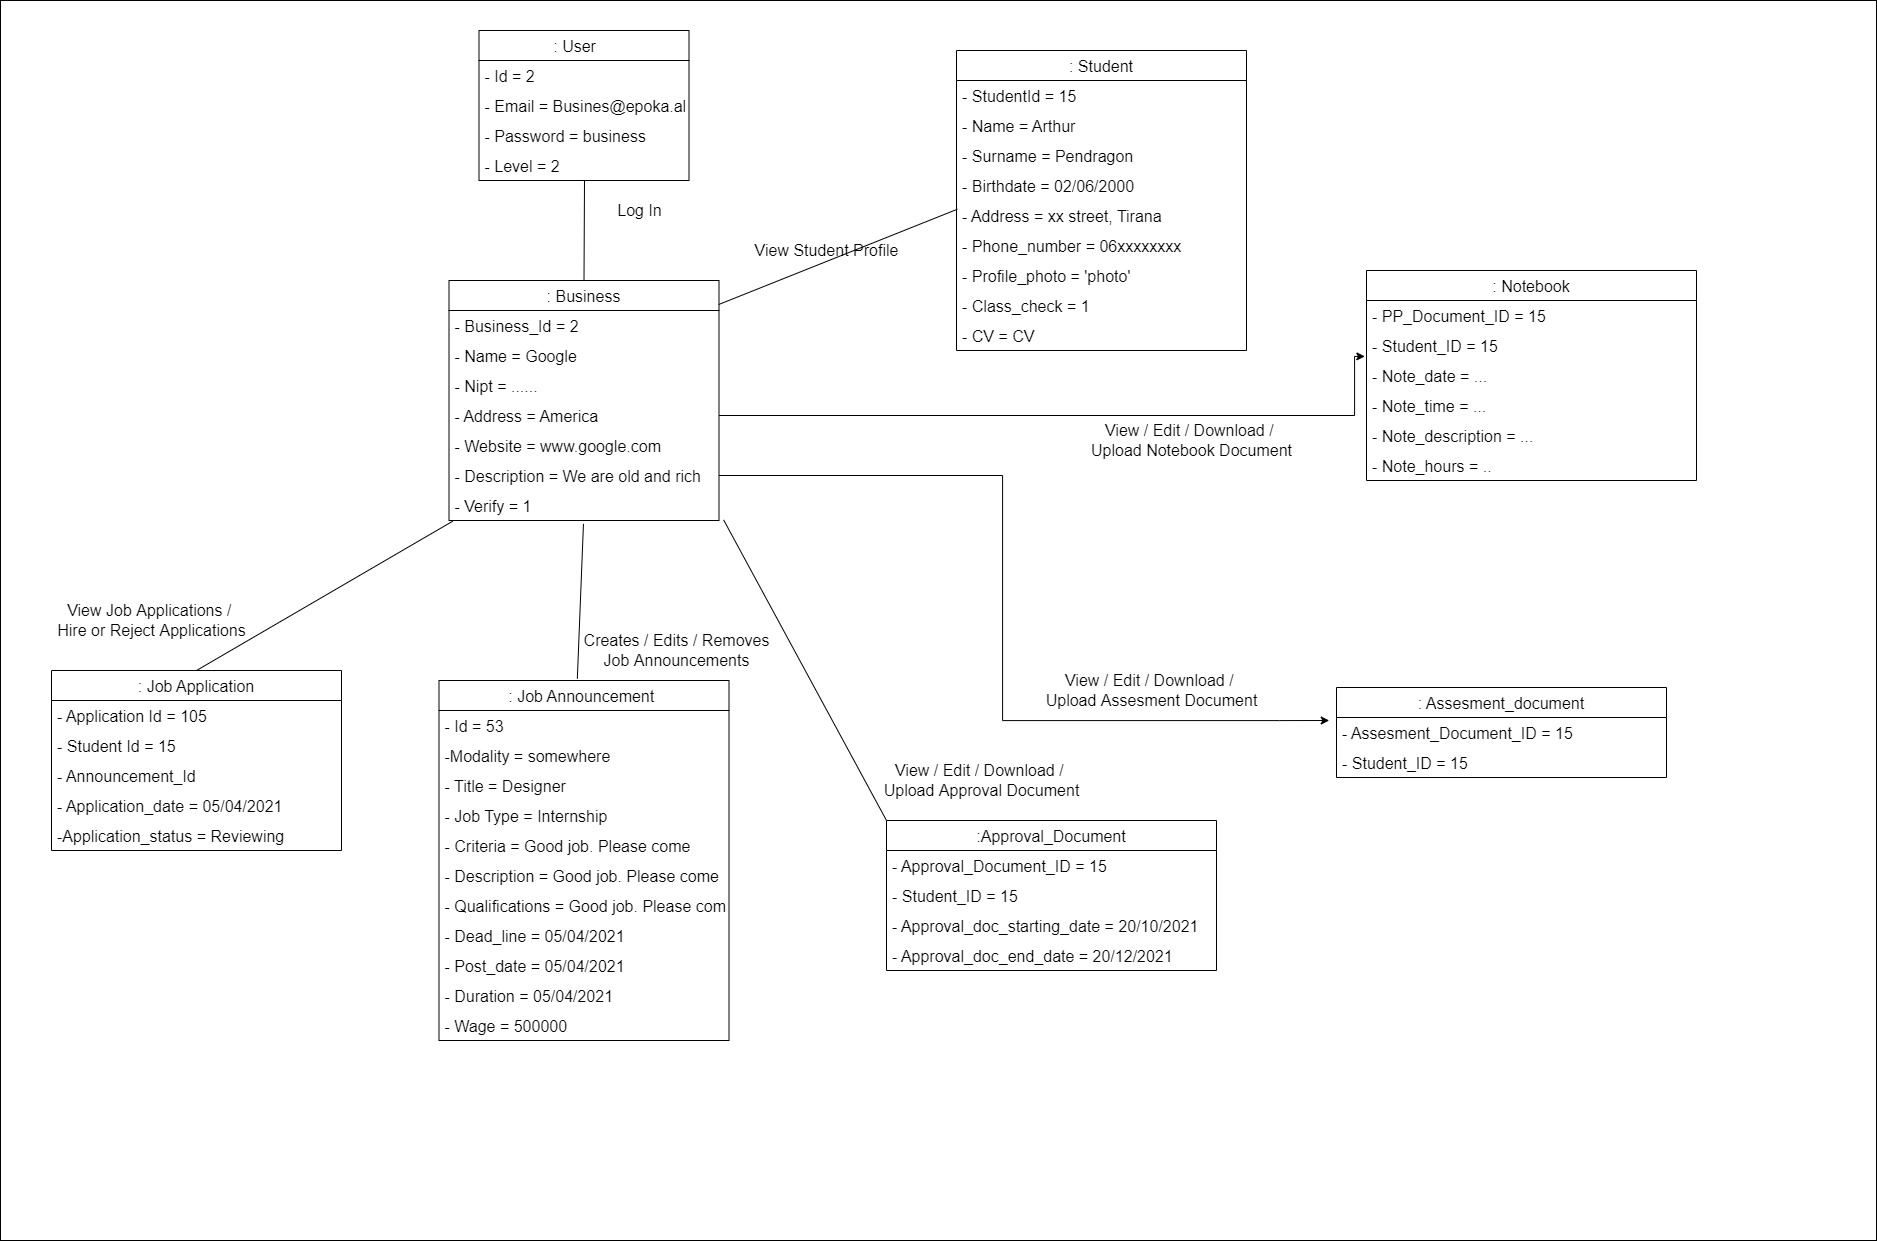 : User
- Id = 2
- Email = Busines@epoka.al
- Password = business
- Level = 2
Log In
: Student
- StudentId = 15
- Name = Arthur
- Surname = Pendragon
- Birthdate = 02/06/2000
- Address = xx street, Tirana
- Phone_number = 06xxxxxxxx
- Profile_photo = 'photo'
- Class_check = 1
- CV = CV
View Student Profile
: Business
- Business_Id = 2
- Name = Google
- Nipt = ......
- Address = America
- Website = www.google.com
- Description = We are old and rich
- Verify = 1
: Notebook
- PP_Document_ID = 15
- Student_ID = 15
- Note_date = ...
- Note_time = ...
- Note_description = ...
- Note_hours = ..
View / Edit / Download /
Upload Notebook Document
View Job Applications /
Hire or Reject Applications
: Job Application
- Application Id = 105
- Student Id = 15
- Announcement_Id
- Application_date = 05/04/2021
-Application_status = Reviewing
Creates / Edits / Removes
Job Announcements
: Job Announcement
- Id = 53
-Modality = somewhere
- Title = Designer
- Job Type = Internship
- Criteria = Good job. Please come
- Description = Good job. Please come
- Qualifications = Good job. Please com
- Dead_line = 05/04/2021
- Post_date = 05/04/2021
- Duration = 05/04/2021
- Wage = 500000
View / Edit / Download /
Upload Approval Document
:Approval_Document
- Approval_Document_ID = 15
- Student_ID = 15
- Approval_doc_starting_date = 20/10/2021
- Approval_doc_end_date = 20/12/2021
View / Edit / Download /
Upload Assesment Document
: Assesment_document
- Assesment_Document_ID = 15
- Student_ID = 15